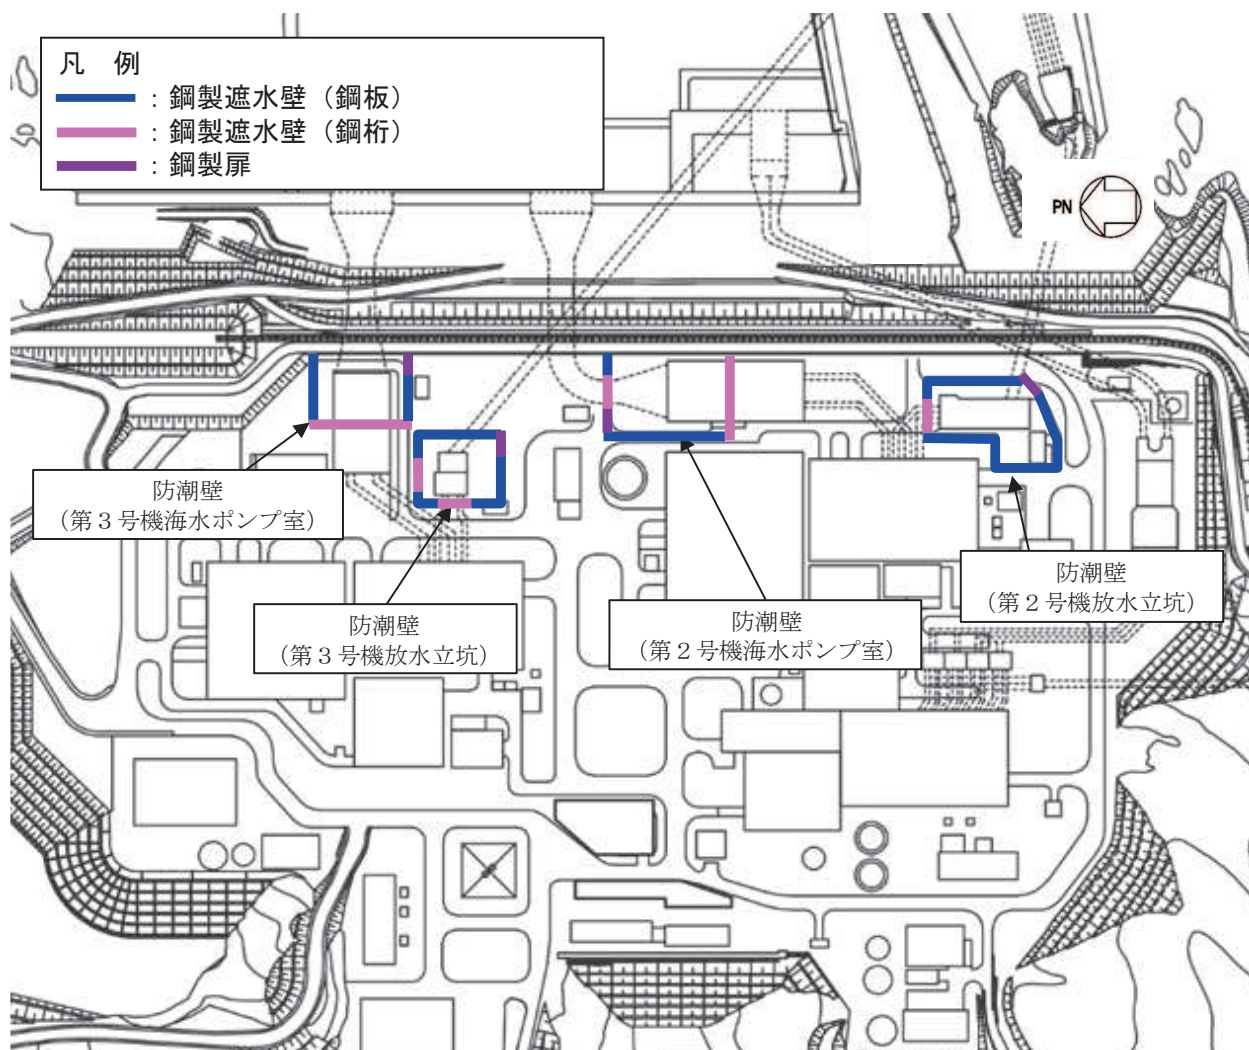 凡　例
：鋼製遮水壁（鋼板）
：鋼製遮水壁（鋼桁）
：鋼製扉
PN
防潮壁
（第３号機海水ポンプ室）
防潮壁
（第３号機放水立坑）
防潮壁
（第２号機海水ポンプ室）
防潮壁
（第２号機放水立坑）